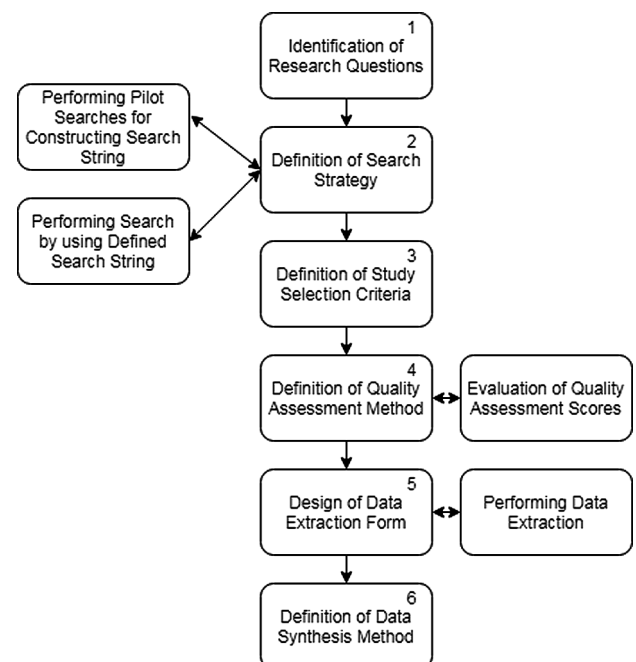 1
Identification of
Research Questions
Performing Pilot
Searches for
Constructing Search
String
2
Definition of Search
Strategy
Performing Search
by using Defined
Search String
3
Definition of Study
Selection Criteria
4
Definition of Quality
Assessment Method
Evaluation of Quality
Assessment Scores
5
Design of Data
Extraction Form
Performing Data
Extraction
6
Definition of Data
Synthesis Method